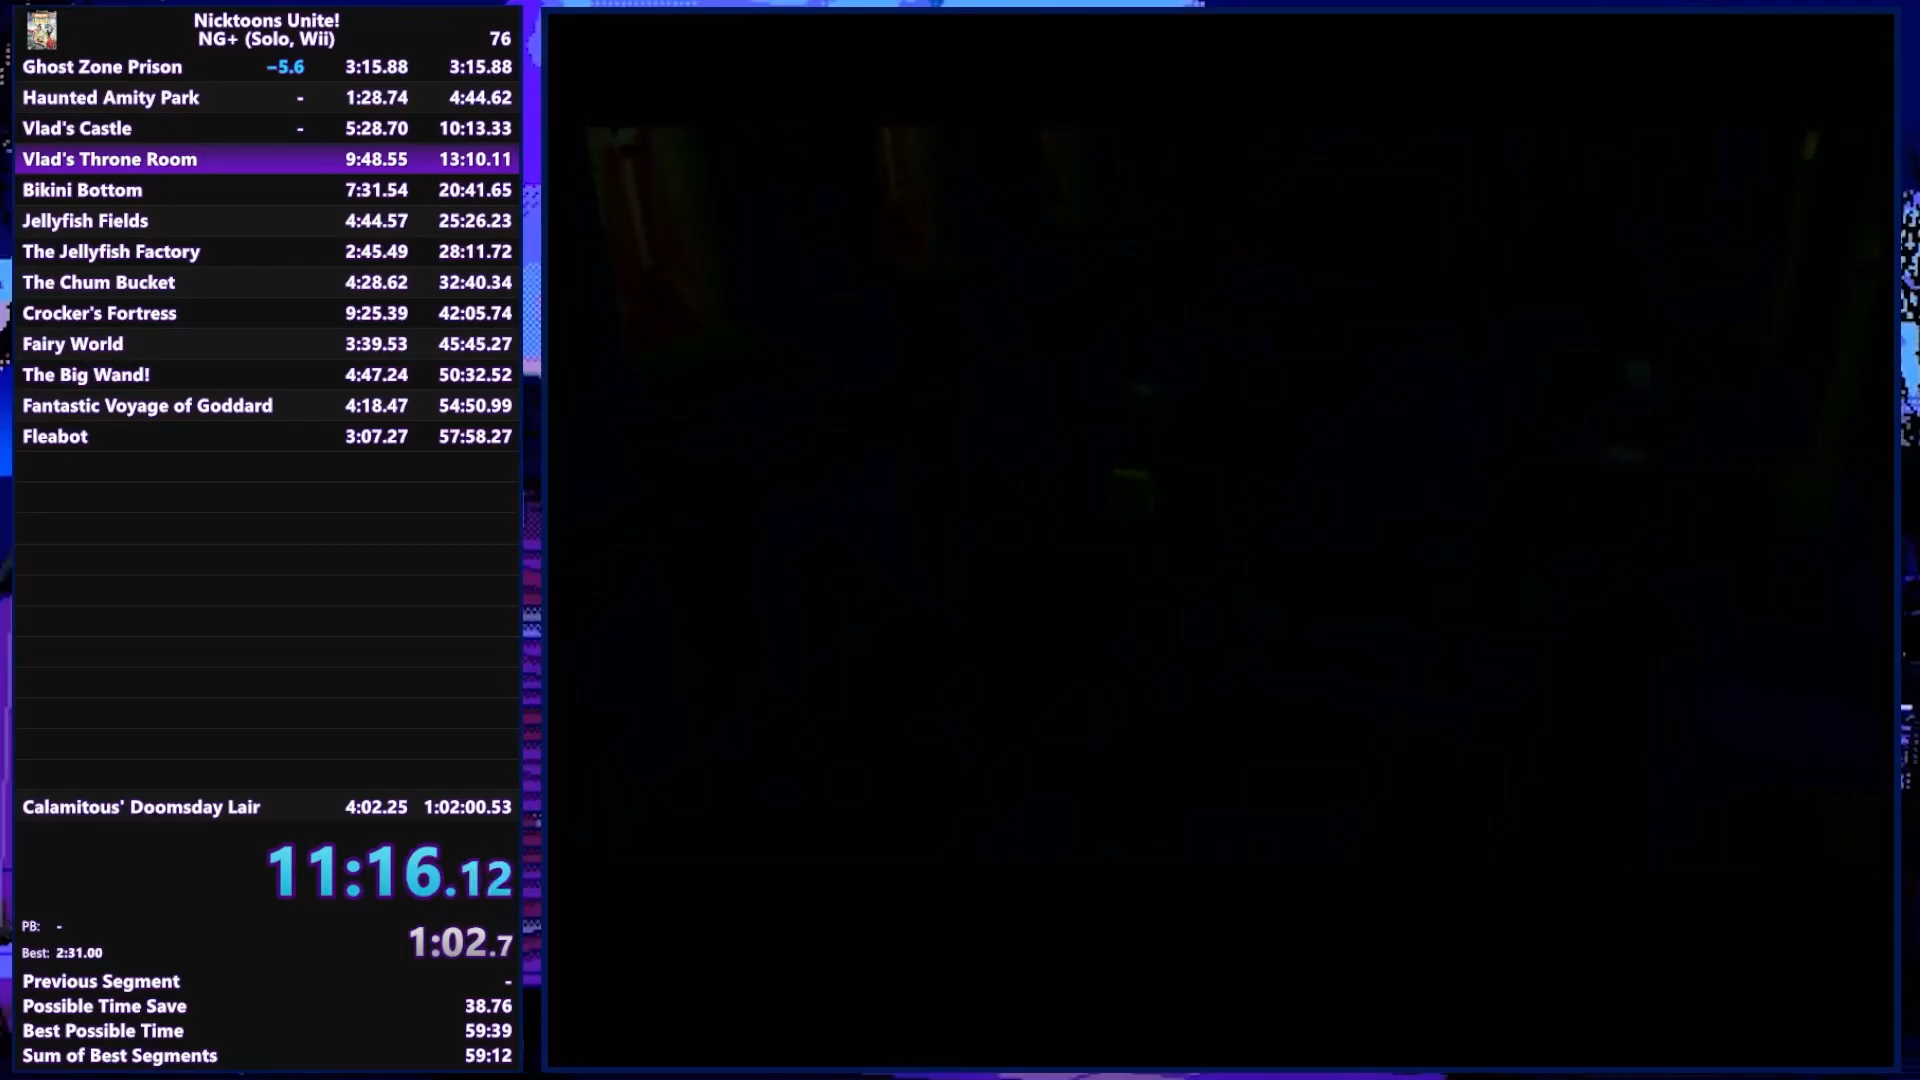 Nicktoons Unite!
NG+ (Solo, Wii) 76
Ghost Zone Prison −5.6 3:15.88 3:15.88
Haunted Amity Park - 1:28.74 4:44.62
Vlad's Castle - 5:28.70 10:13.33
Vlad's Throne Room 9:48.55 13:10.11
Bikini Bottom 7:31.54 20:41.65
Jellyfish Fields 4:44.57 25:26.23
The Jellyfish Factory 2:45.49 28:11.72
The Chum Bucket 4:28.62 32:40.34
Crocker's Fortress 9:25.39 42:05.74
Fairy World 3:39.53 45:45.27
The Big Wand! 4:47.24 50:32.52
Fantastic Voyage of Goddard 4:18.47 54:50.99
Fleabot 3:07.27 57:58.27
Calamitous' Doomsday Lair 4:02.25 1:02:00.53
11:16.12
PB: -
1:02.7
Best: 2:31.00
Previous Segment -
Possible Time Save 38.76
Best Possible Time 59:39
Sum of Best Segments 59:12